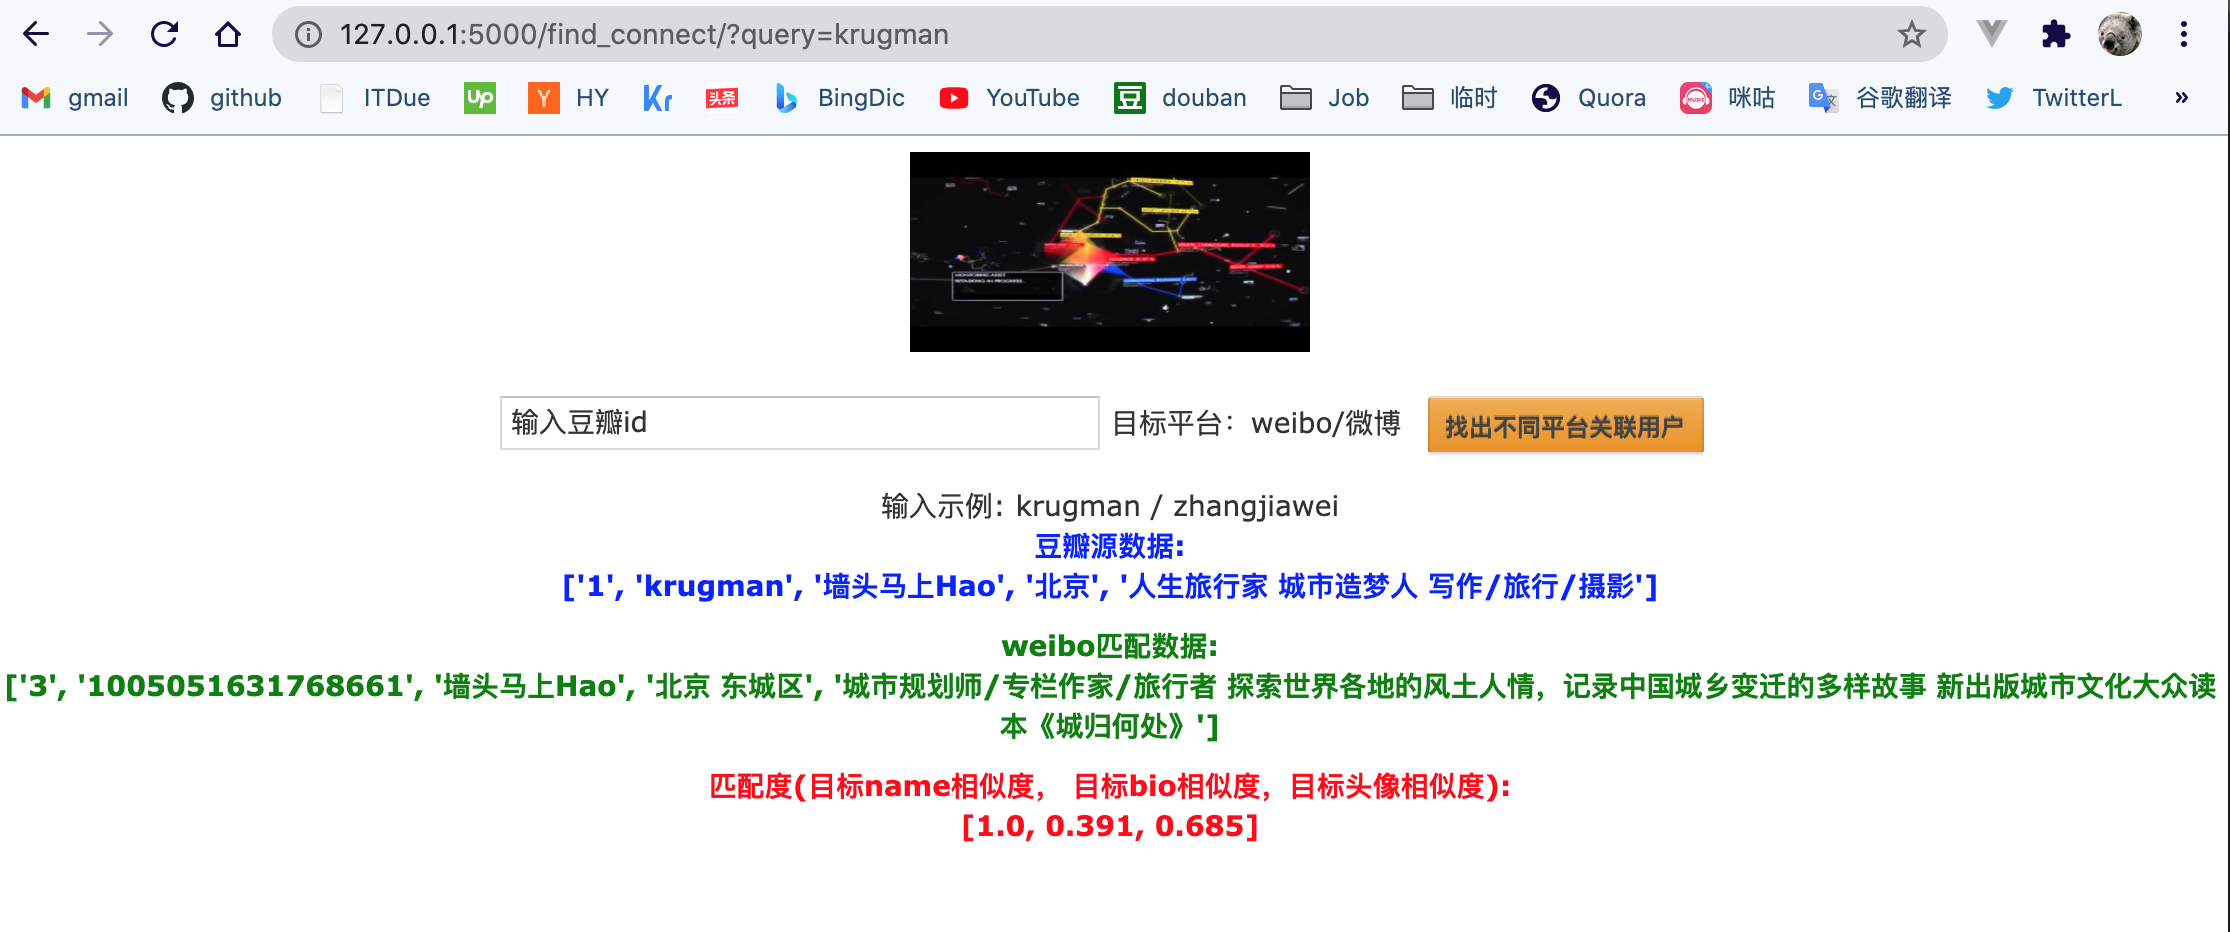 127.0.0.1:5000/find_connect/?query=krugman
gmail github ITDue Up Y HY Kr 头条 BingDic YouTube 豆 douban Job 临时 Quora MUSIC 咪咕 G 文 谷歌翻译 TwitterL »
输入豆瓣id 目标平台：weibo/微博 找出不同平台关联用户
输入示例: krugman / zhangjiawei
豆瓣源数据:
['1', 'krugman', '墙头马上Hao', '北京', '人生旅行家 城市造梦人 写作/旅行/摄影']
weibo匹配数据:
['3', '1005051631768661', '墙头马上Hao', '北京 东城区', '城市规划师/专栏作家/旅行者 探索世界各地的风土人情，记录中国城乡变迁的多样故事 新出版城市文化大众读
本《城归何处》']
匹配度(目标name相似度， 目标bio相似度，目标头像相似度):
[1.0, 0.391, 0.685]